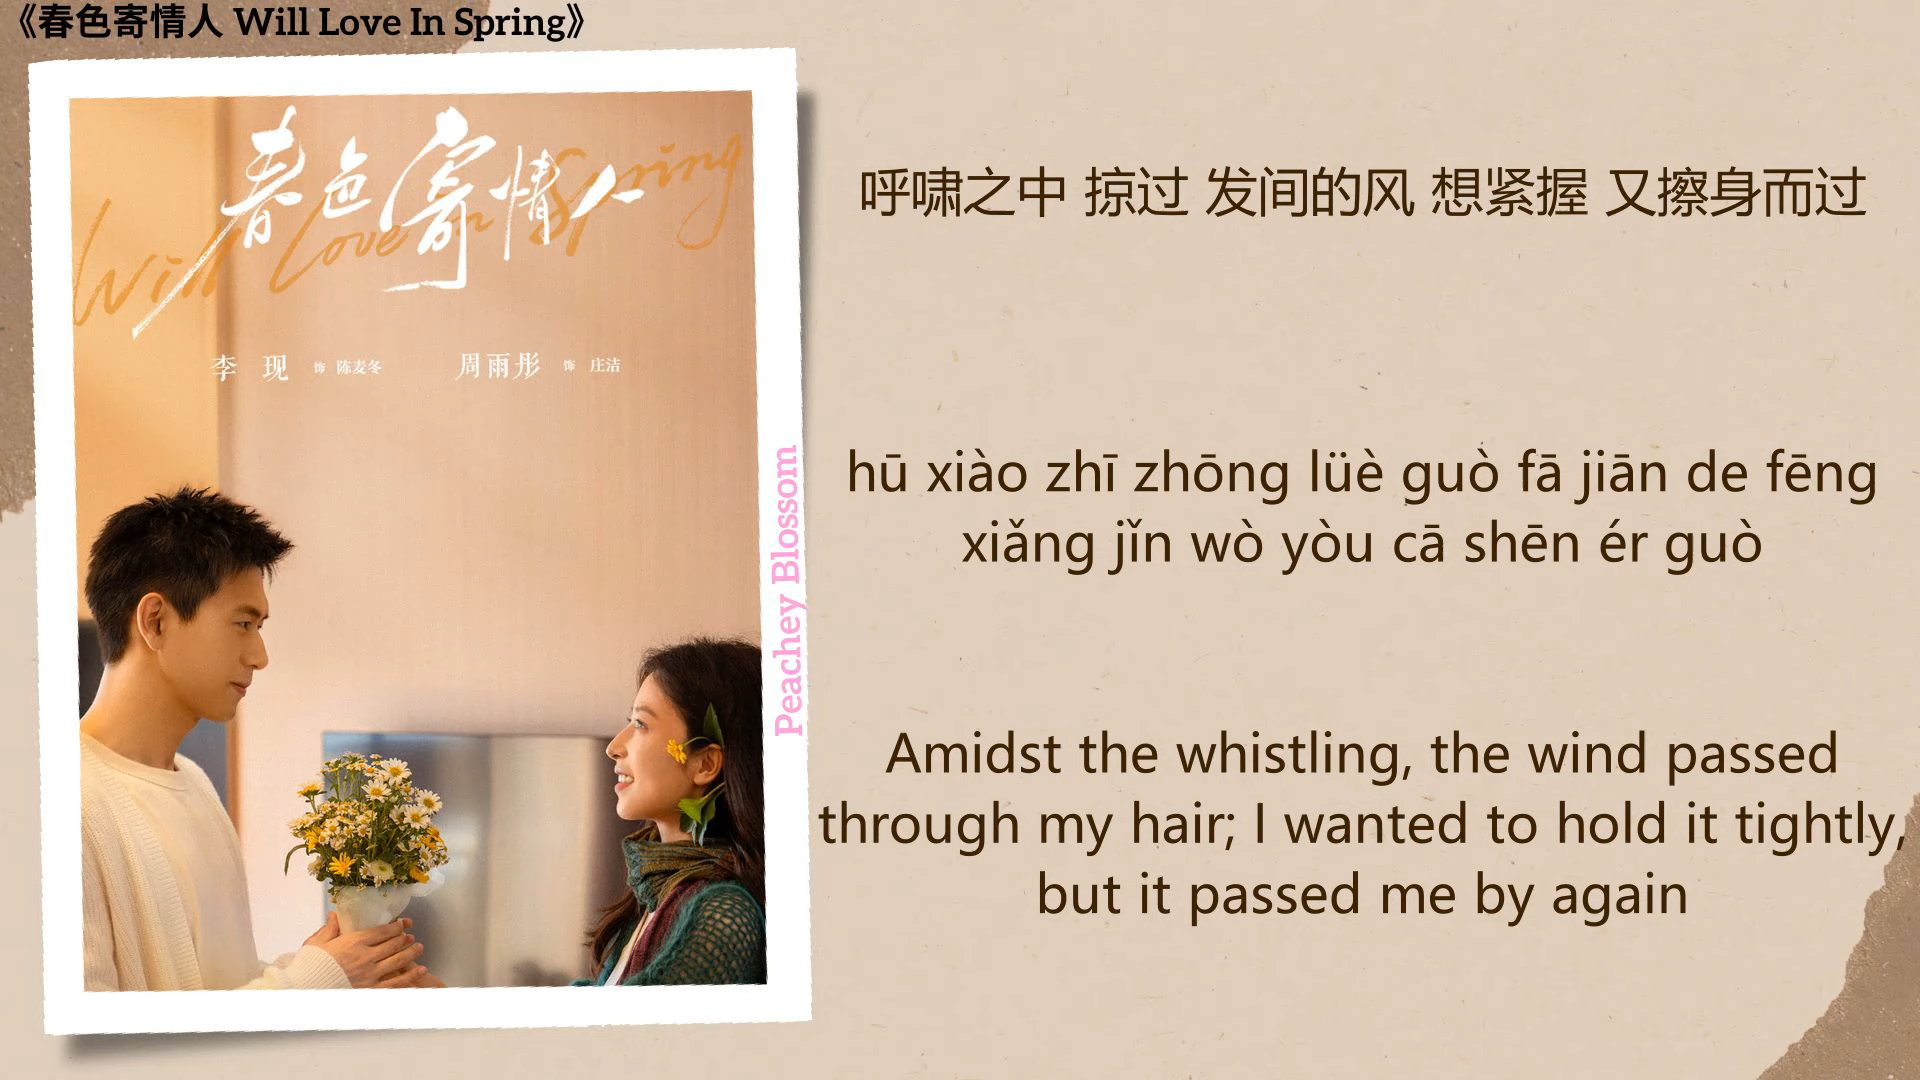 《春色寄情人 Will Love In Spring》
春色寄情人
Will Love in Spring
李现 饰 陈麦冬 周雨彤 饰 庄洁
Peachey Blossom
呼啸之中 掠过 发间的风 想紧握 又擦身而过
hū xiào zhī zhōng lüè guò fā jiān de fēng
xiǎng jǐn wò yòu cā shēn ér guò
Amidst the whistling, the wind passed
through my hair; I wanted to hold it tightly,
but it passed me by again